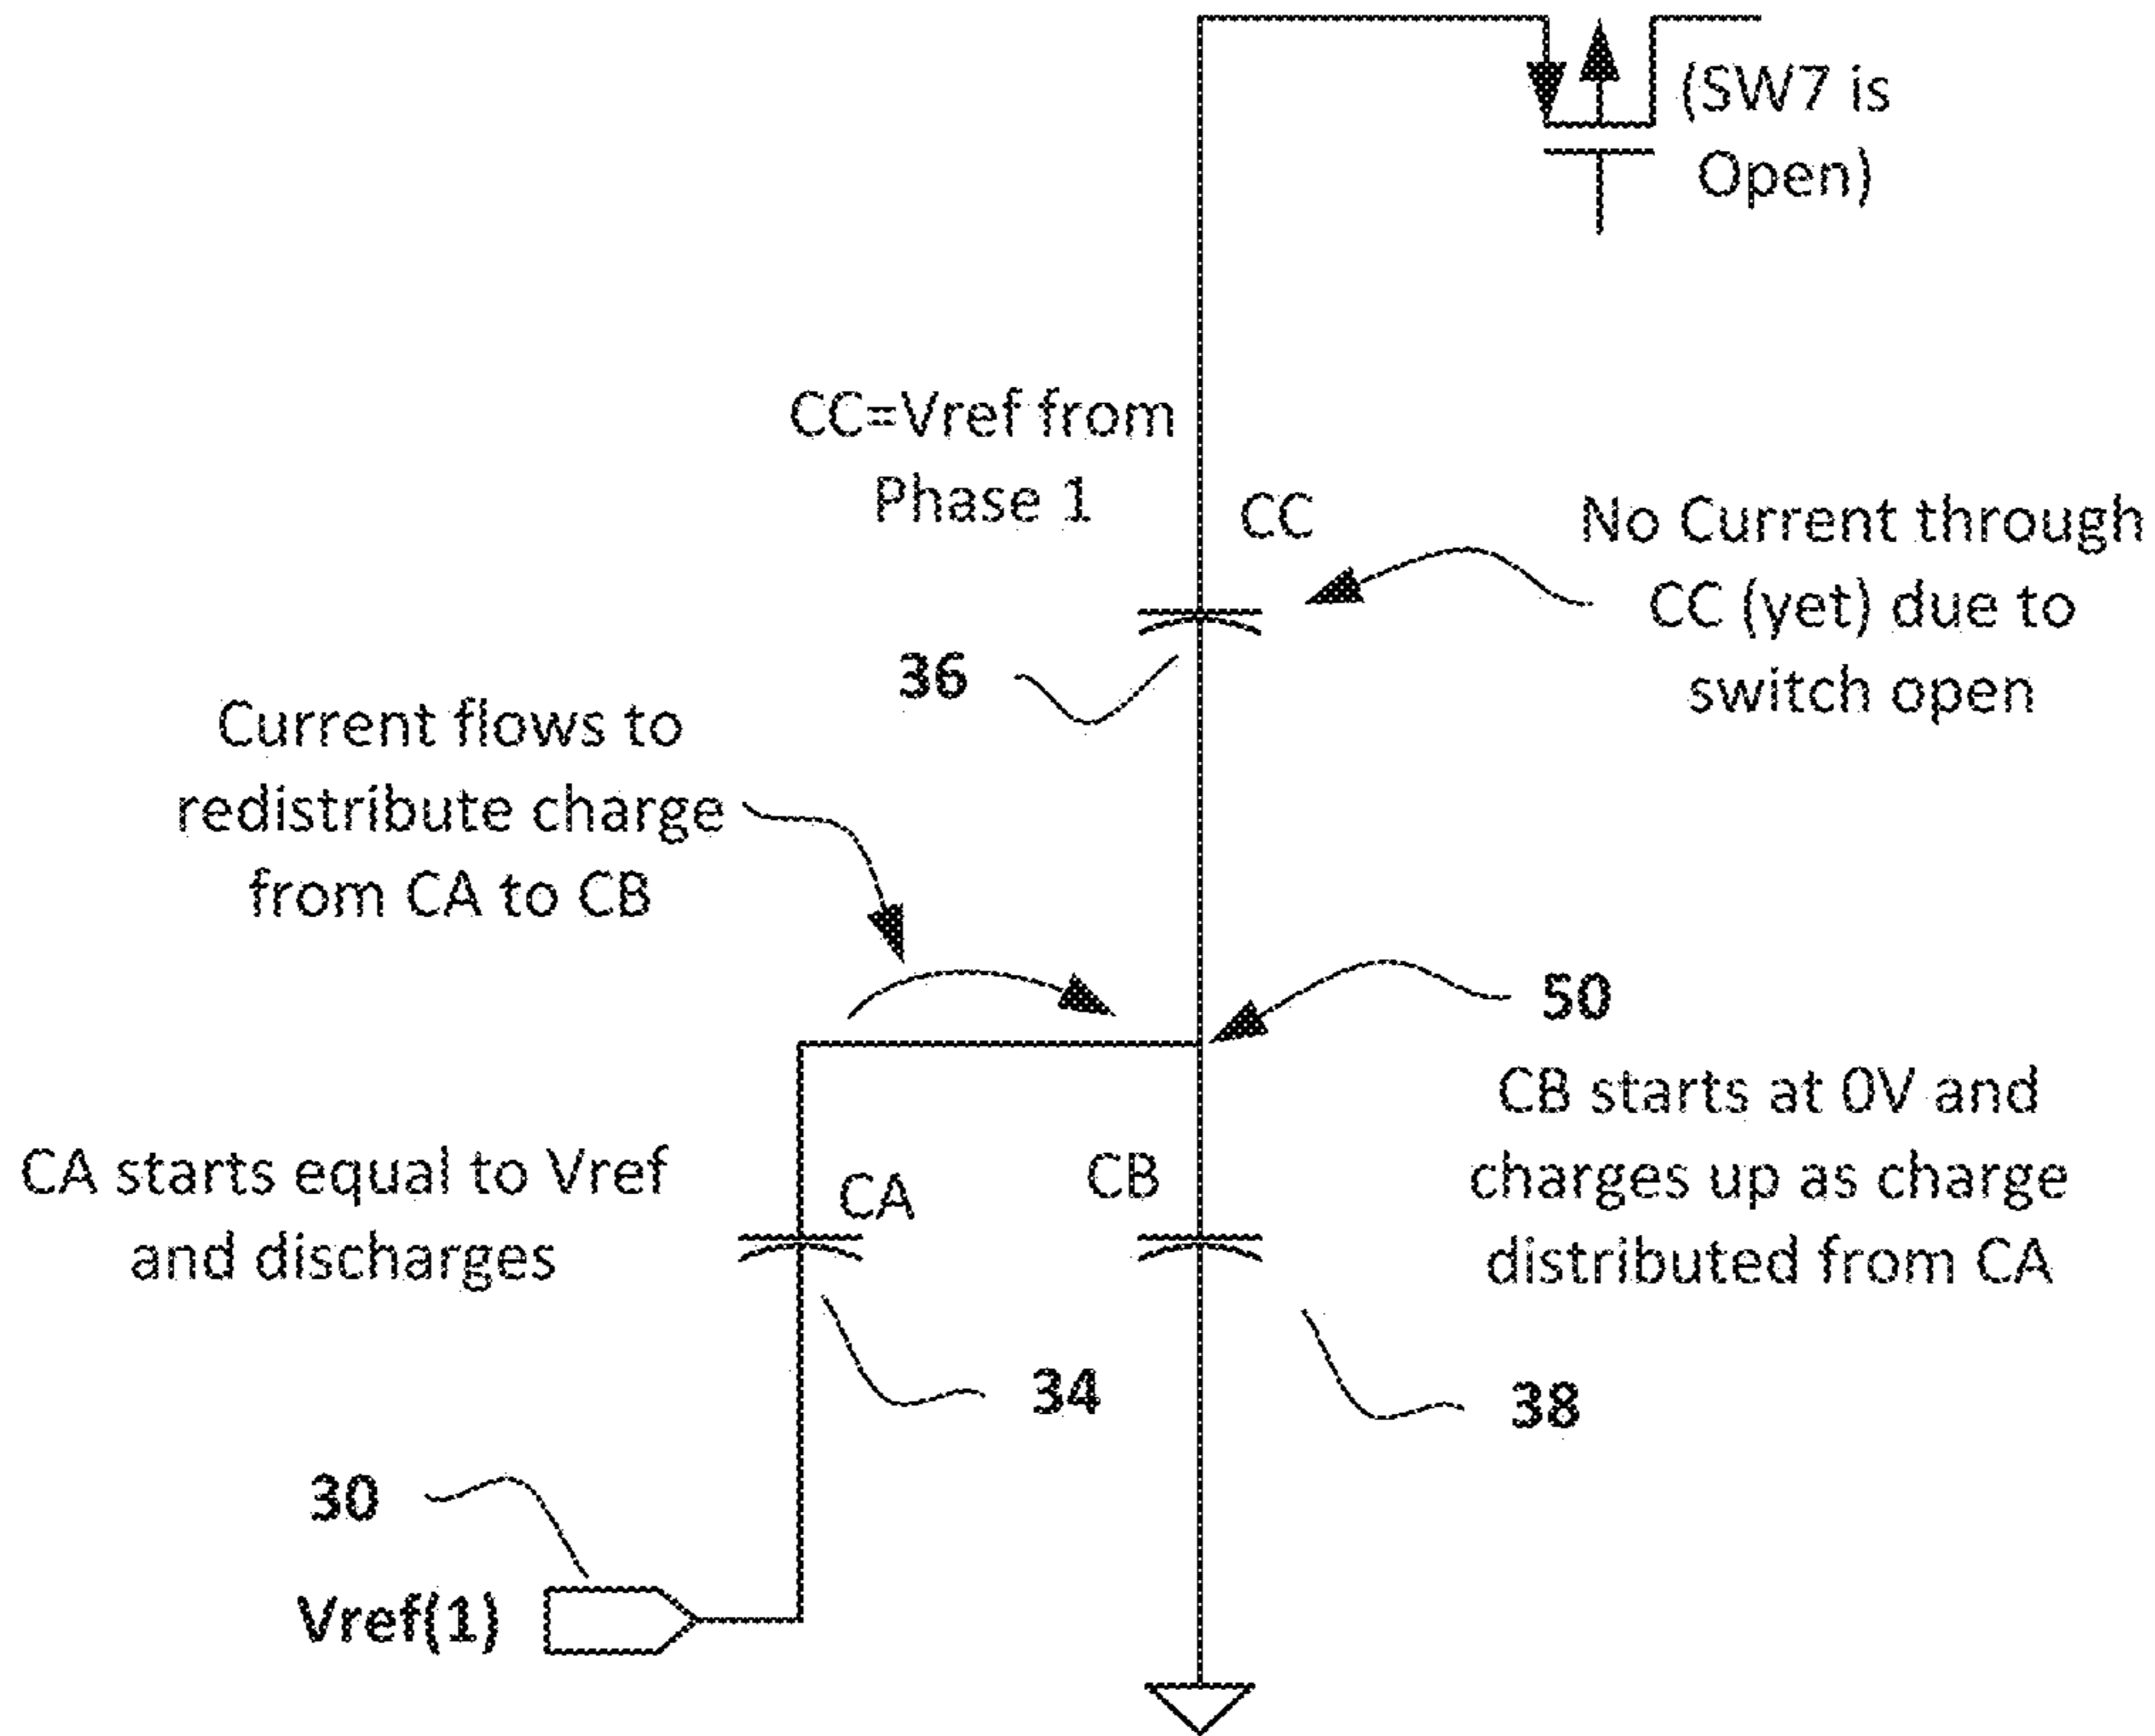 (SW7 is
Open)
CC=Vref from
Phase 1
CC
No Current through
CC (yet) due to
switch open
36
Current flows to
redistribute charge
from CA to CB
50
CB starts at 0V and
charges up as charge
distributed from CA
CA starts equal to Vref
and discharges
CA
CB
34
38
30
Vref(1)